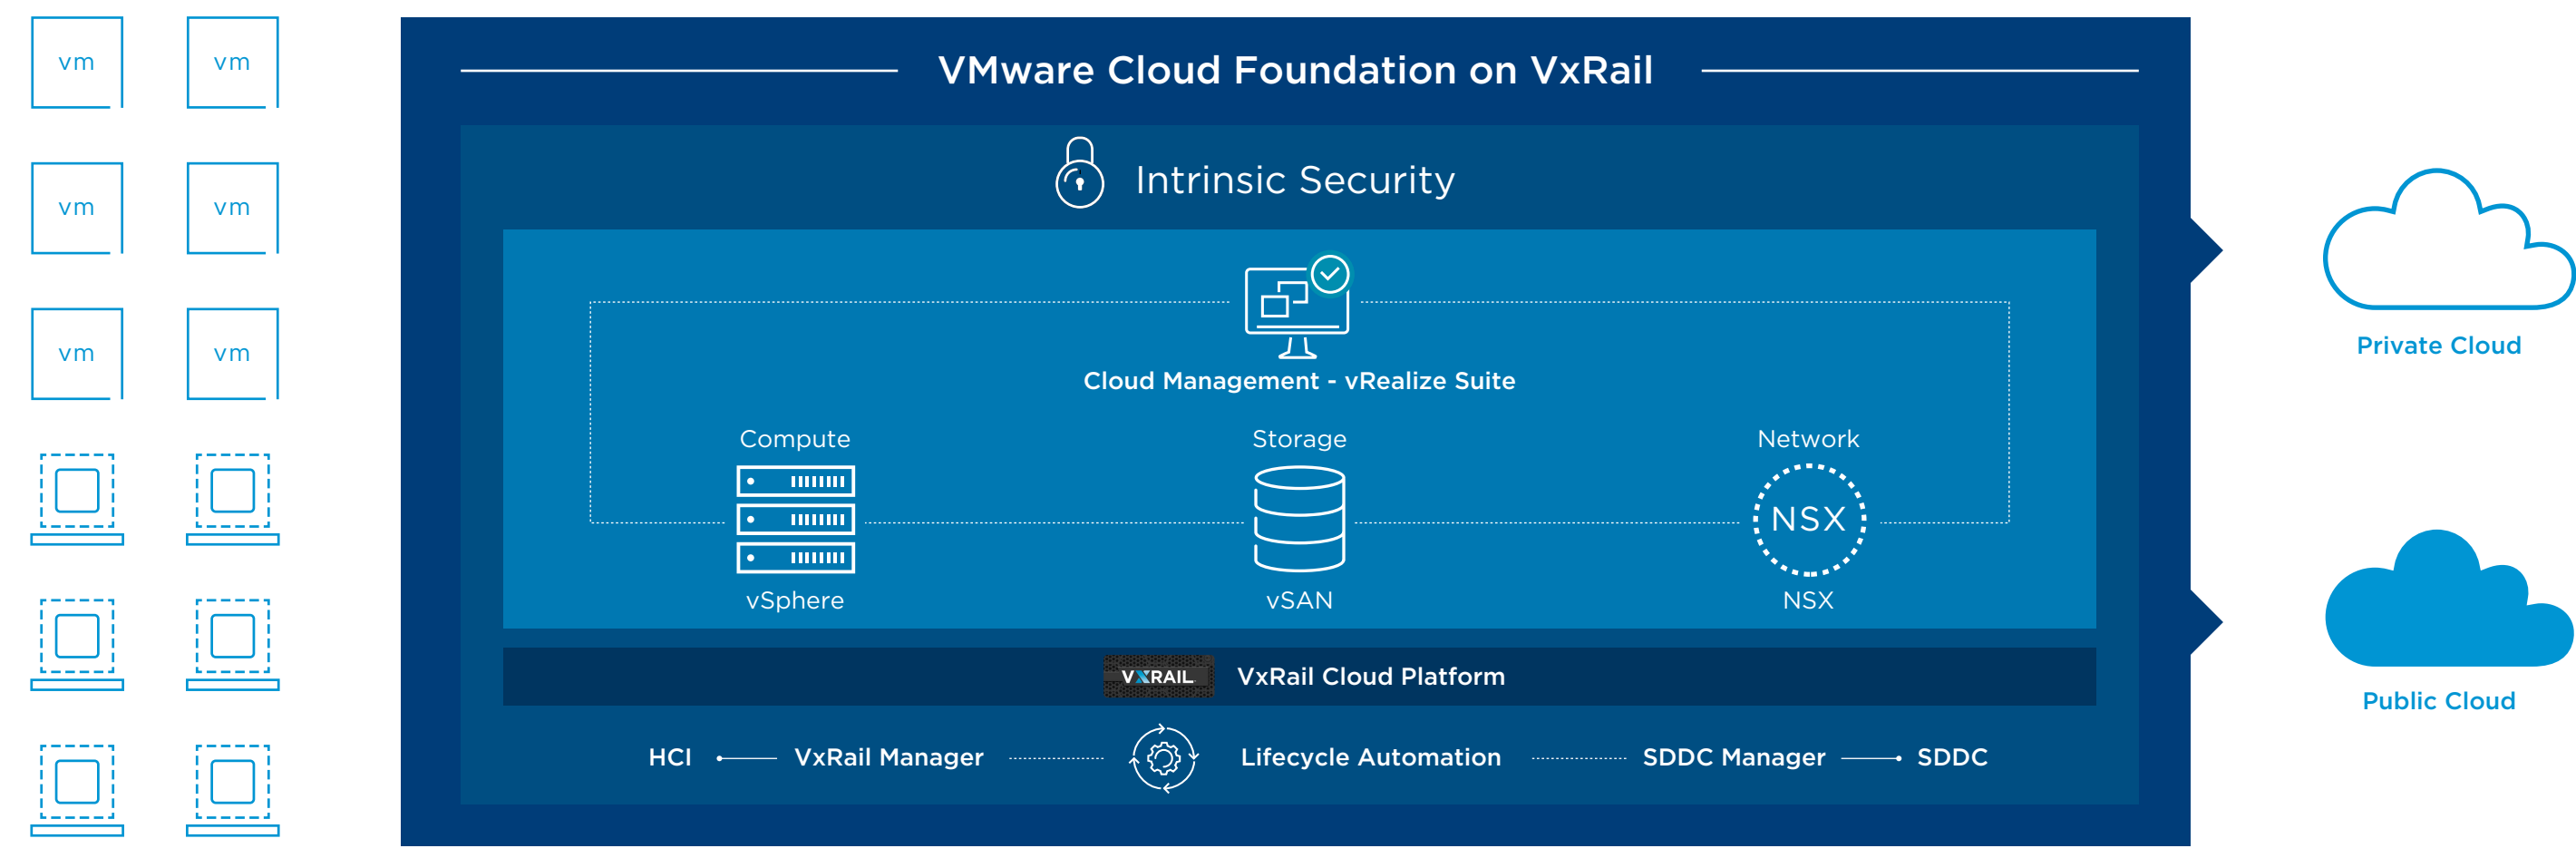 vm vm
vm vm
vm vm
VMware Cloud Foundation on VxRail
Intrinsic Security
Cloud Management - vRealize Suite
Compute Storage Network
NSX
vSphere vSAN NSX
VXRAIL VxRail Cloud Platform
HCI VxRail Manager Lifecycle Automation SDDC Manager SDDC
Private Cloud
Public Cloud